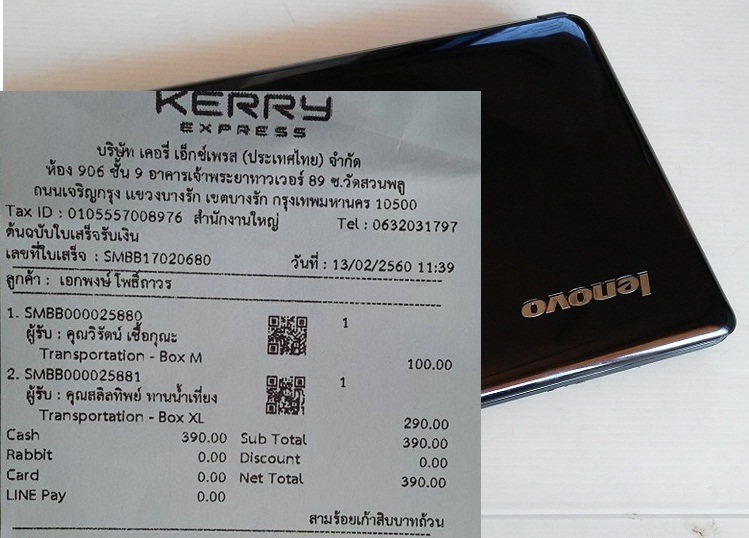 KERRY
EXPRESS
บริษัท เคอรี่ เอ็กซ์เพรส (ประเทศไทย) จำกัด
ห้อง 906 ชั้น 9 อาคารเจ้าพระยาทาวเวอร์ 89 ซ.วัดสวนพลู
ถนนเจริญกรุง แขวงบางรัก เขตบางรัก กรุงเทพมหานคร 10500
Tax ID : 0105557008976 สำนักงานใหญ่ Tel : 0632031797
ต้นฉบับใบเสร็จรับเงิน
เลขที่ใบเสร็จ : SMBB17020680 วันที่ : 13/02/2560 11:39
ลูกค้า : เอกพงษ์ โพธิ์ถาวร
1. SMBB000025880 1
ผู้รับ : คุณวิรัตน์ เชื้อกุณะ
Transportation - Box M 100.00
2. SMBB000025881 1
ผู้รับ : คุณสลิลทิพย์ ทานน้ำเที่ยง
Transportation - Box XL 290.00
Cash 390.00 Sub Total 390.00
Rabbit 0.00 Discount 0.00
Card 0.00 Net Total 390.00
LINE Pay 0.00
สามร้อยเก้าสิบบาทถ้วน
lenovo